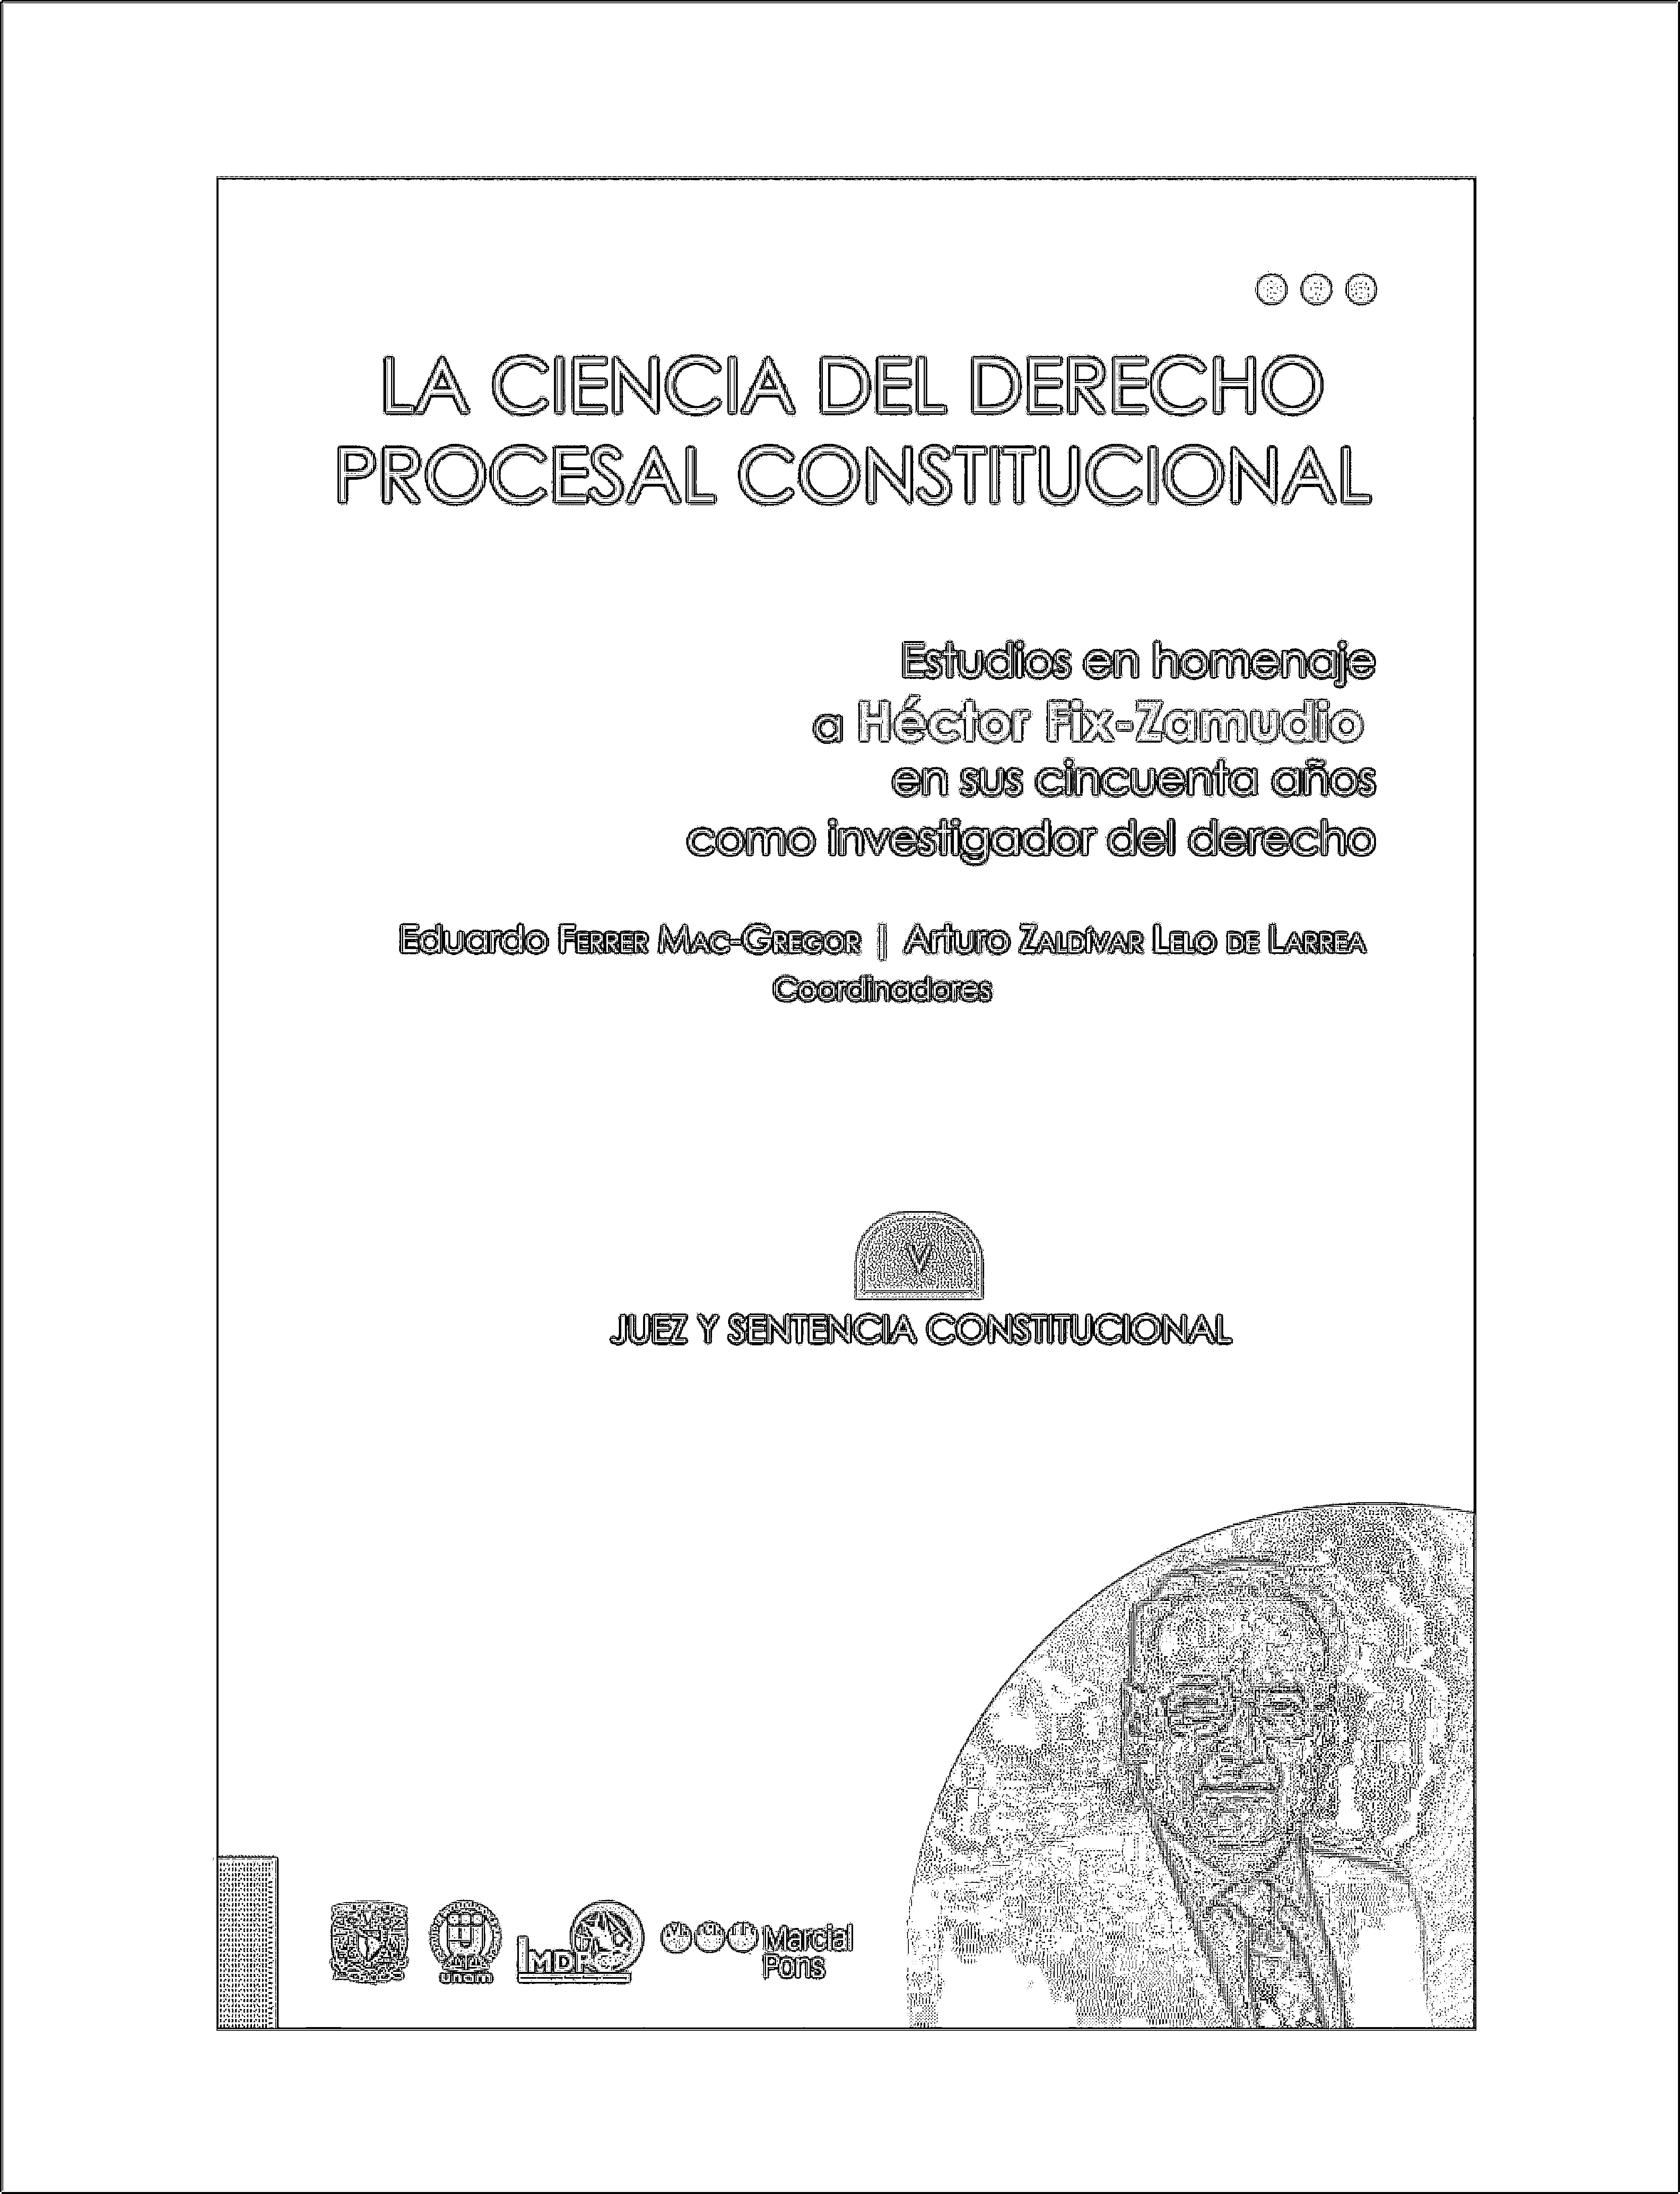 LA CIENCIA DEL DERECHO
PROCESAL CONSTITUCIONAL
Estudios en homenaje
a Héctor Fix-Zamudio
en sus cincuenta años
como investigador del derecho
Eduardo FERRER MAC-GREGOR | Arturo ZALDÍVAR LELO DE LARREA
Coordinadores
V
JUEZ Y SENTENCIA CONSTITUCIONAL
unam
IMDPC
Marcial
Pons